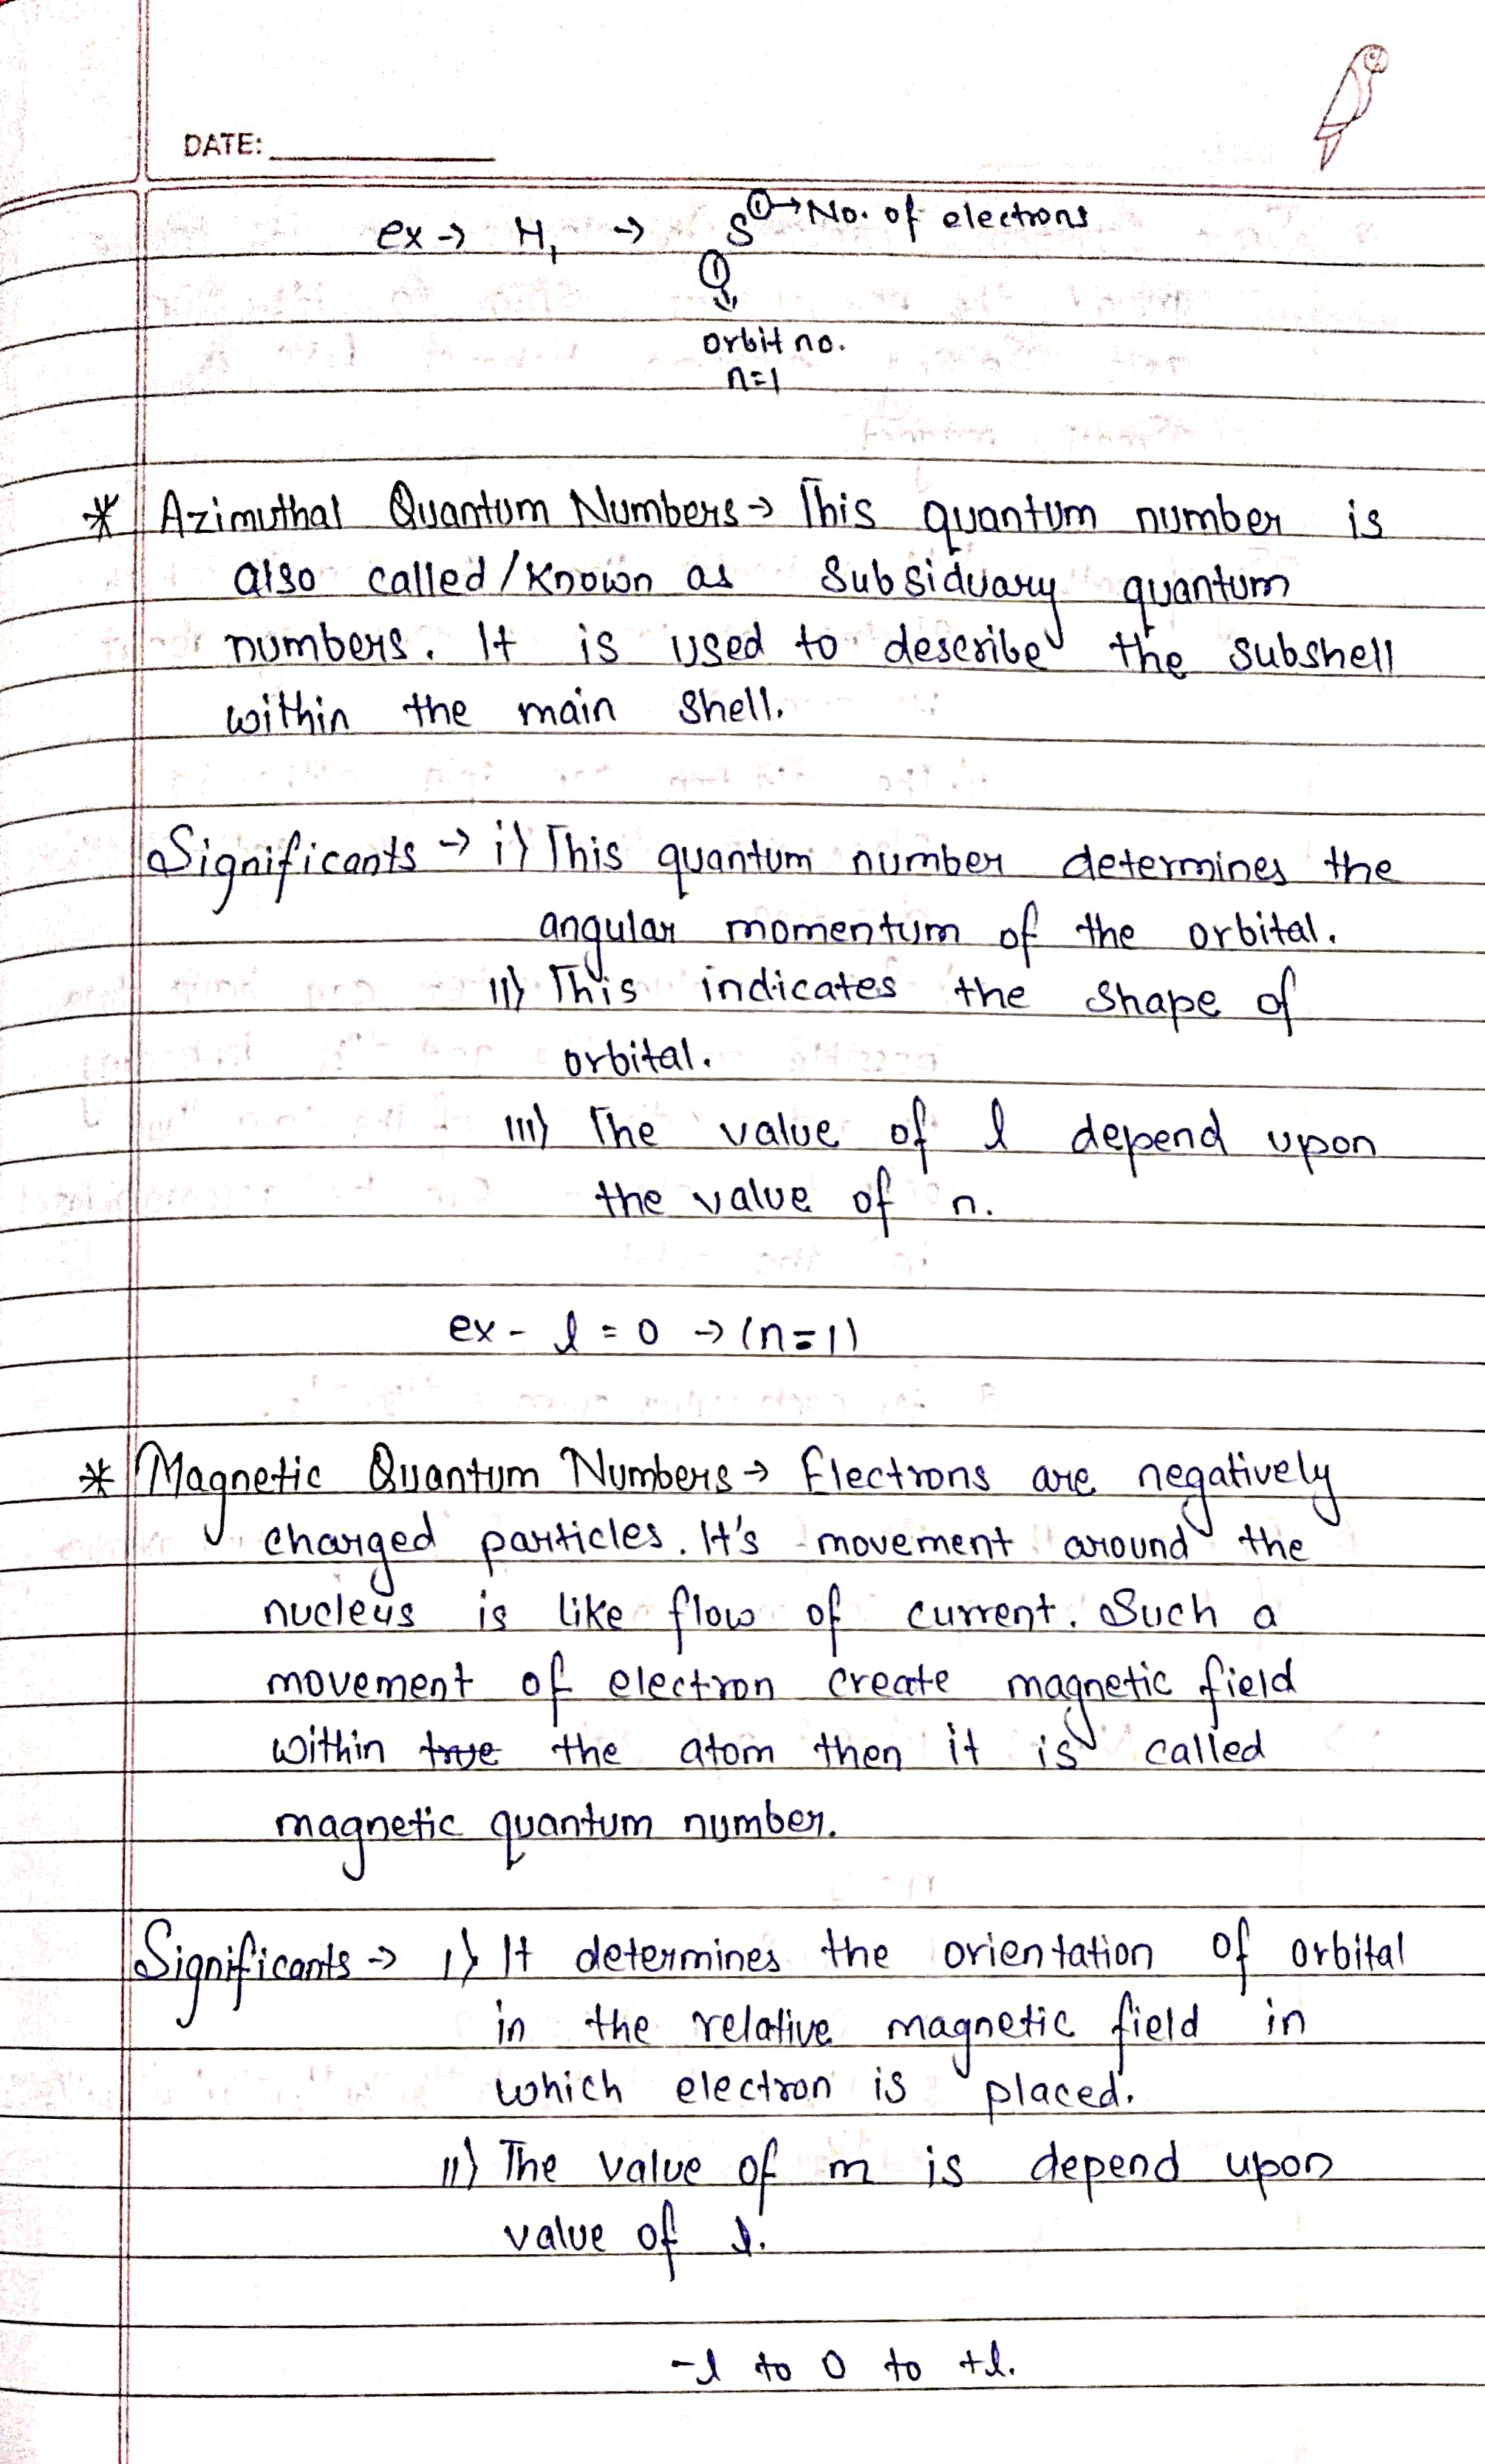 DATE:
ex → H₁ → S① → No. of electrons
①
↓
orbit no.
n=1
* Azimuthal Quantum Numbers → This quantum number is
also called/known as Subsiduary quantum
numbers. It is used to describe the subshell
within the main shell.
Significants → i) This quantum number determines the
angular momentum of the orbital.
ii) This indicates the shape of
orbital.
iii) The value of l depend upon
the value of n.
ex - l = 0 → (n=1)
* Magnetic Quantum Numbers → Electrons are negatively
charged particles. It's movement around the
nucleus is like flow of current. Such a
movement of electron create magnetic field
within true the atom then it is called
magnetic quantum number.
Significants → i) It determines the orientation of orbital
in the relative magnetic field in
which electron is placed.
ii) The value of m is depend upon
value of l.
-l to 0 to +l.